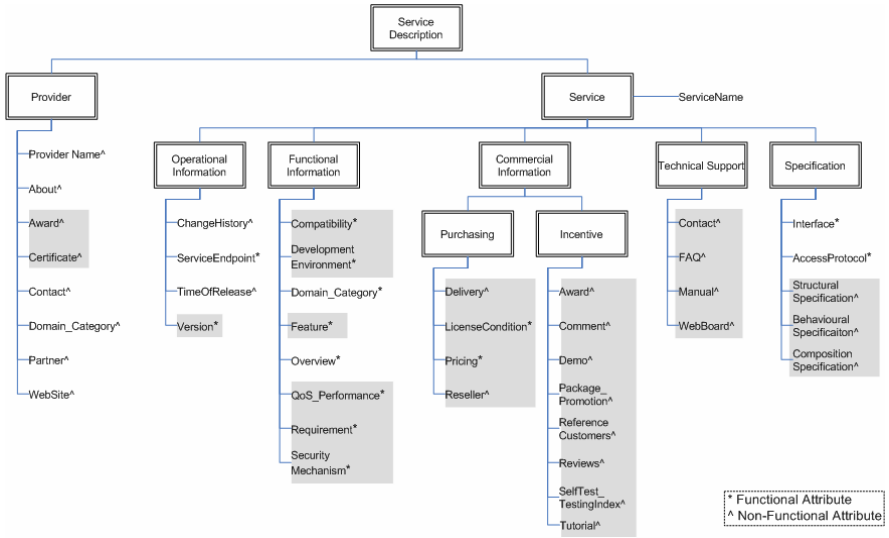 Service
Description
Provider
Service
ServiceName
Provider Name^
About^
Award^
Certificate^
Contact^
Domain_Category^
Partner^
WebSite^
Operational
Information
ChangeHistory^
ServiceEndpoint*
TimeOfRelease^
Version*
Functional
Information
Compatibility*
Development
Environment*
Domain_Category*
Feature*
Overview*
QoS_Performance*
Requirement*
Security
Mechanism*
Commercial
Information
Purchasing
Delivery^
LicenseCondition*
Pricing*
Reseller^
Incentive
Award^
Comment^
Demo^
Package_
Promotion^
Reference
Customers^
Reviews^
SelfTest_
TestingIndex^
Tutorial^
Technical Support
Contact^
FAQ^
Manual^
WebBoard^
Specification
Interface*
AccessProtocol*
Structural
Specification^
Behavioural
Specificaiton^
Composition
Specification^
* Functional Attribute
^ Non-Functional Attribute